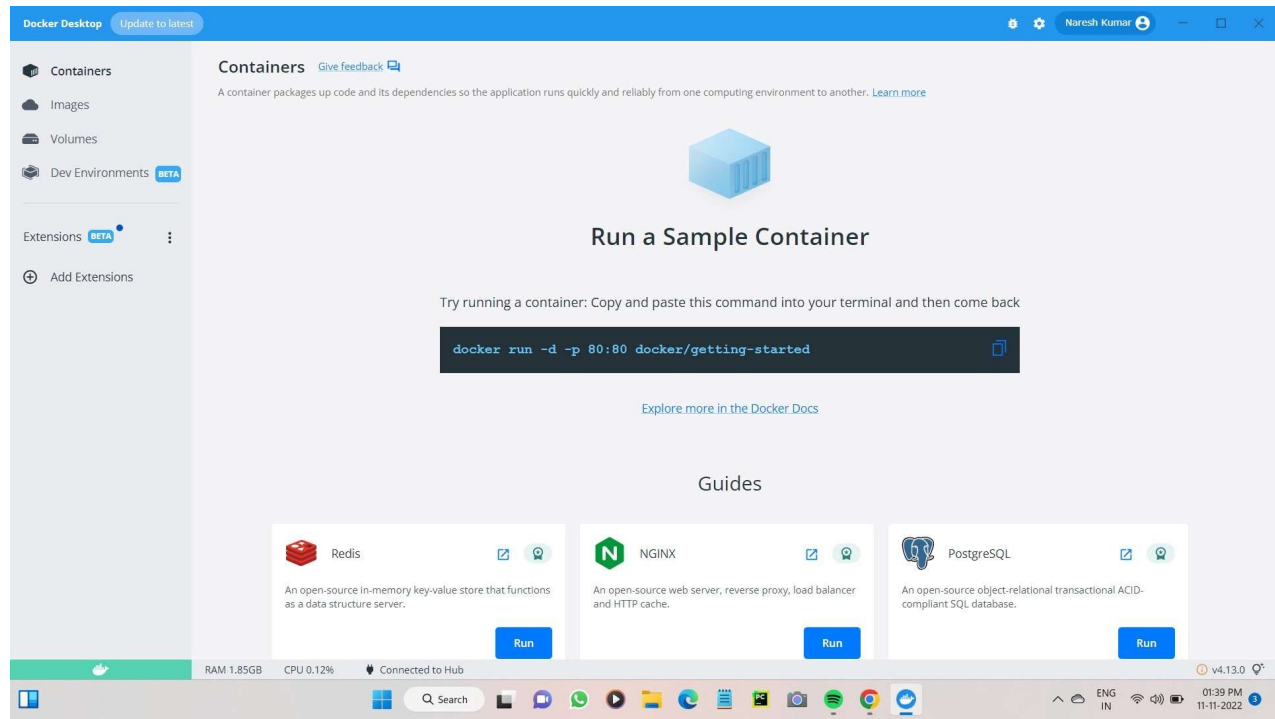 Docker Desktop Update to latest
Naresh Kumar
Containers
Images
Volumes
Dev Environments BETA
Extensions BETA
Add Extensions
Containers Give feedback
A container packages up code and its dependencies so the application runs quickly and reliably from one computing environment to another. Learn more
Run a Sample Container
Try running a container: Copy and paste this command into your terminal and then come back
docker run -d -p 80:80 docker/getting-started
Explore more in the Docker Docs
Guides
Redis
An open-source in-memory key-value store that functions
as a data structure server.
Run
NGINX
An open-source web server, reverse proxy, load balancer
and HTTP cache.
Run
PostgreSQL
An open-source object-relational transactional ACID-
compliant SQL database.
Run
RAM 1.85GB CPU 0.12% Connected to Hub
v4.13.0
Search
ENG
IN
01:39 PM
11-11-2022
3